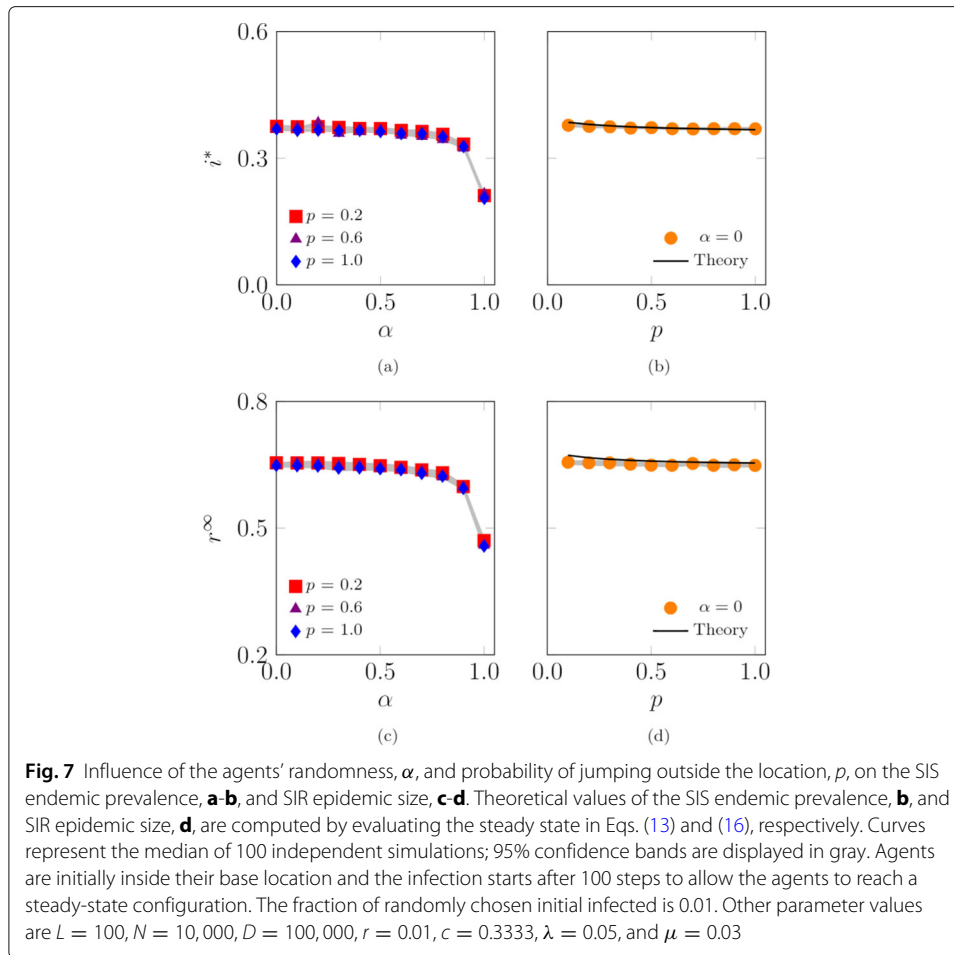 0.6
0.3
0.0
i*
p = 0.2
p = 0.6
p = 1.0
0.0 0.5 1.0
α
(a)
α = 0
Theory
0.0 0.5 1.0
p
(b)
0.8
0.5
0.2
r∞
p = 0.2
p = 0.6
p = 1.0
0.0 0.5 1.0
α
(c)
α = 0
Theory
0.0 0.5 1.0
p
(d)
Fig. 7 Influence of the agents' randomness, α, and probability of jumping outside the location, p, on the SIS
endemic prevalence, a-b, and SIR epidemic size, c-d. Theoretical values of the SIS endemic prevalence, b, and
SIR epidemic size, d, are computed by evaluating the steady state in Eqs. (13) and (16), respectively. Curves
represent the median of 100 independent simulations; 95% confidence bands are displayed in gray. Agents
are initially inside their base location and the infection starts after 100 steps to allow the agents to reach a
steady-state configuration. The fraction of randomly chosen initial infected is 0.01. Other parameter values
are L = 100, N = 10, 000, D = 100, 000, r = 0.01, c = 0.3333, λ = 0.05, and μ = 0.03